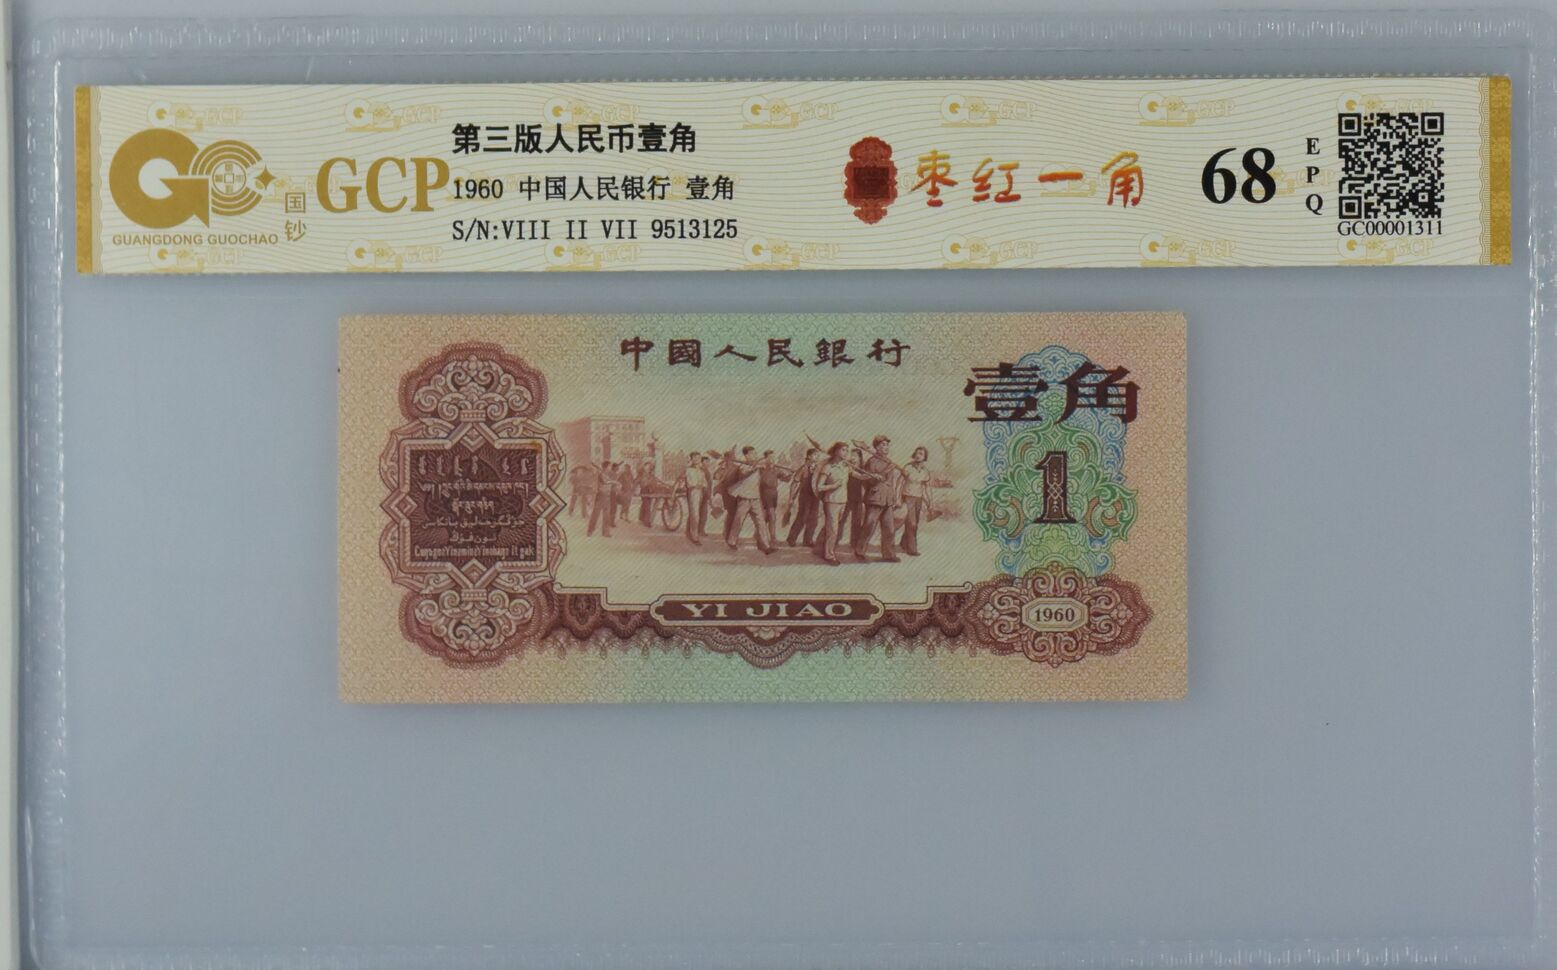 GUANGDONG GUOCHAO
国钞
GCP
第三版人民币壹角
1960 中国人民银行 壹角
S/N:VIII II VII 9513125
枣红一角
68
EPQ
GC00001311
中國人民銀行
壹角
1
YI JIAO
1960